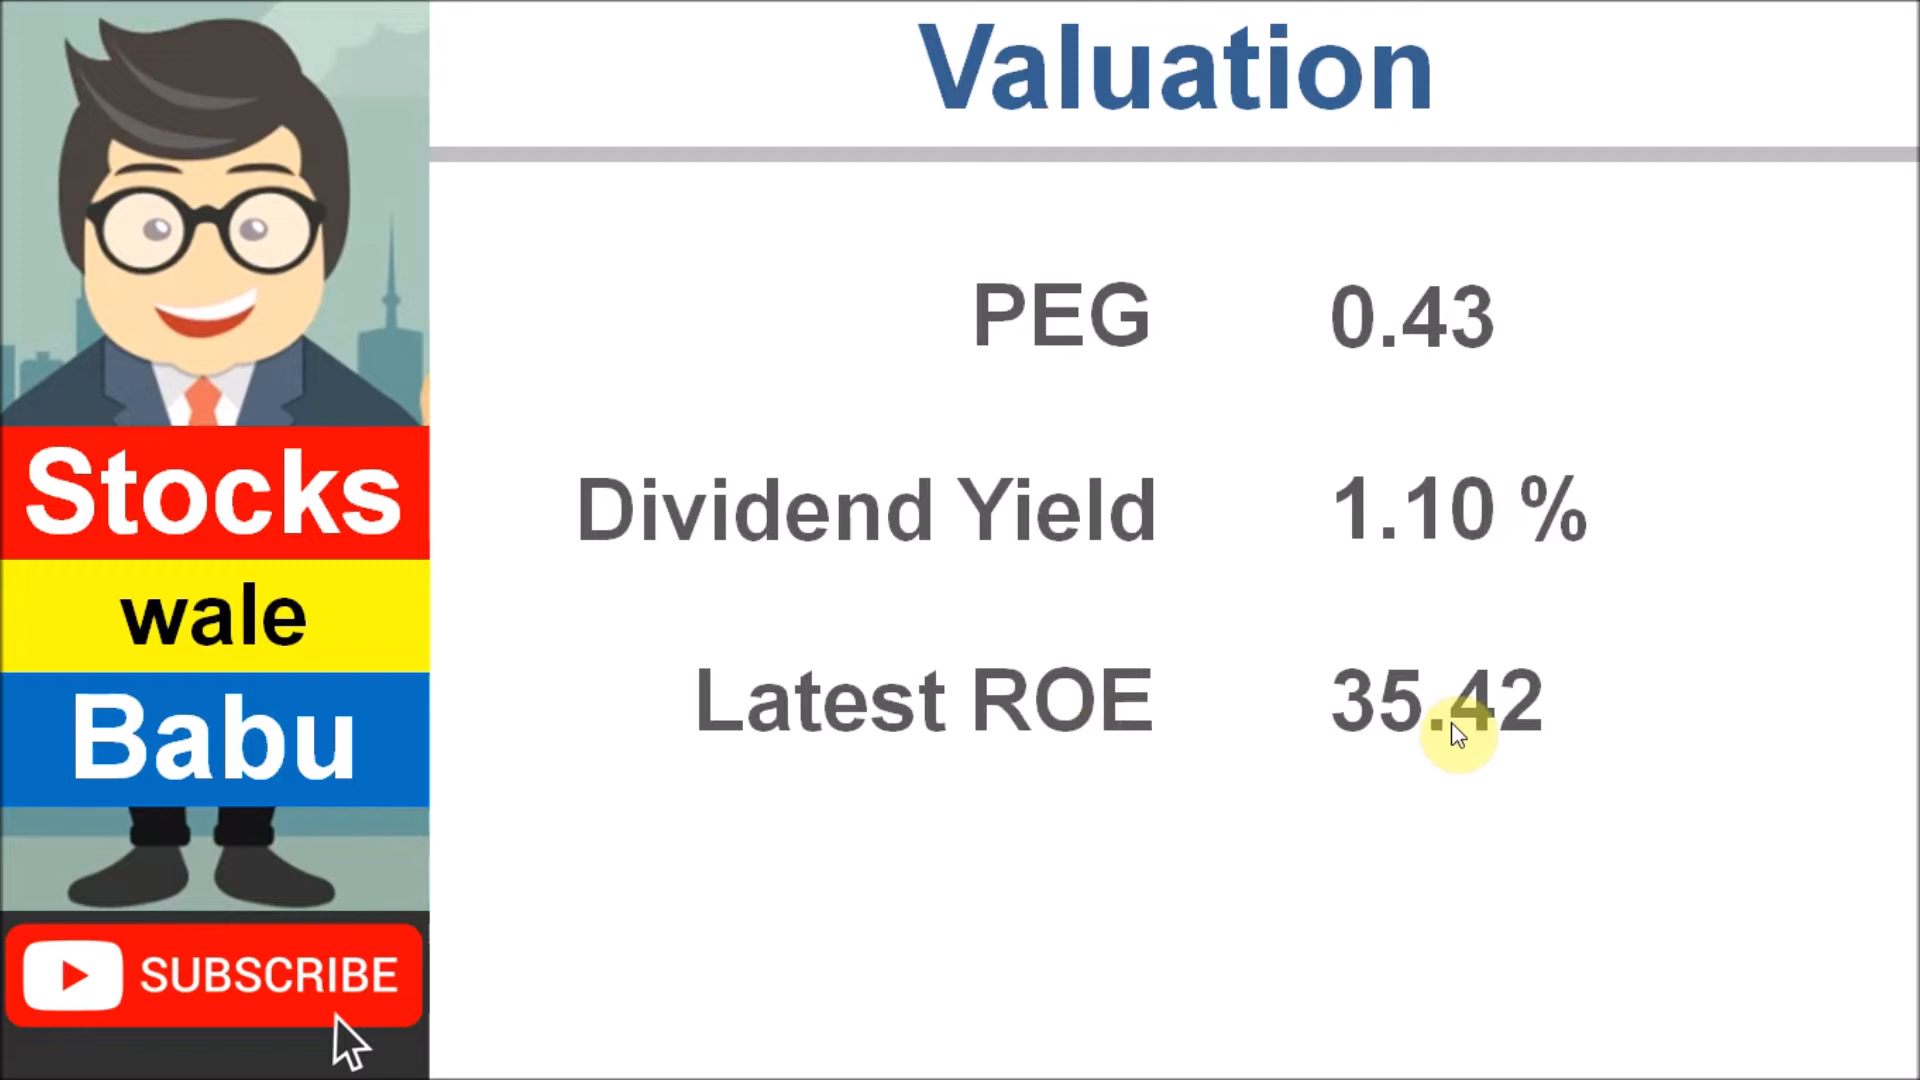 Valuation
PEG 0.43
Dividend Yield 1.10 %
Latest ROE 35.42
Stocks
wale
Babu
SUBSCRIBE